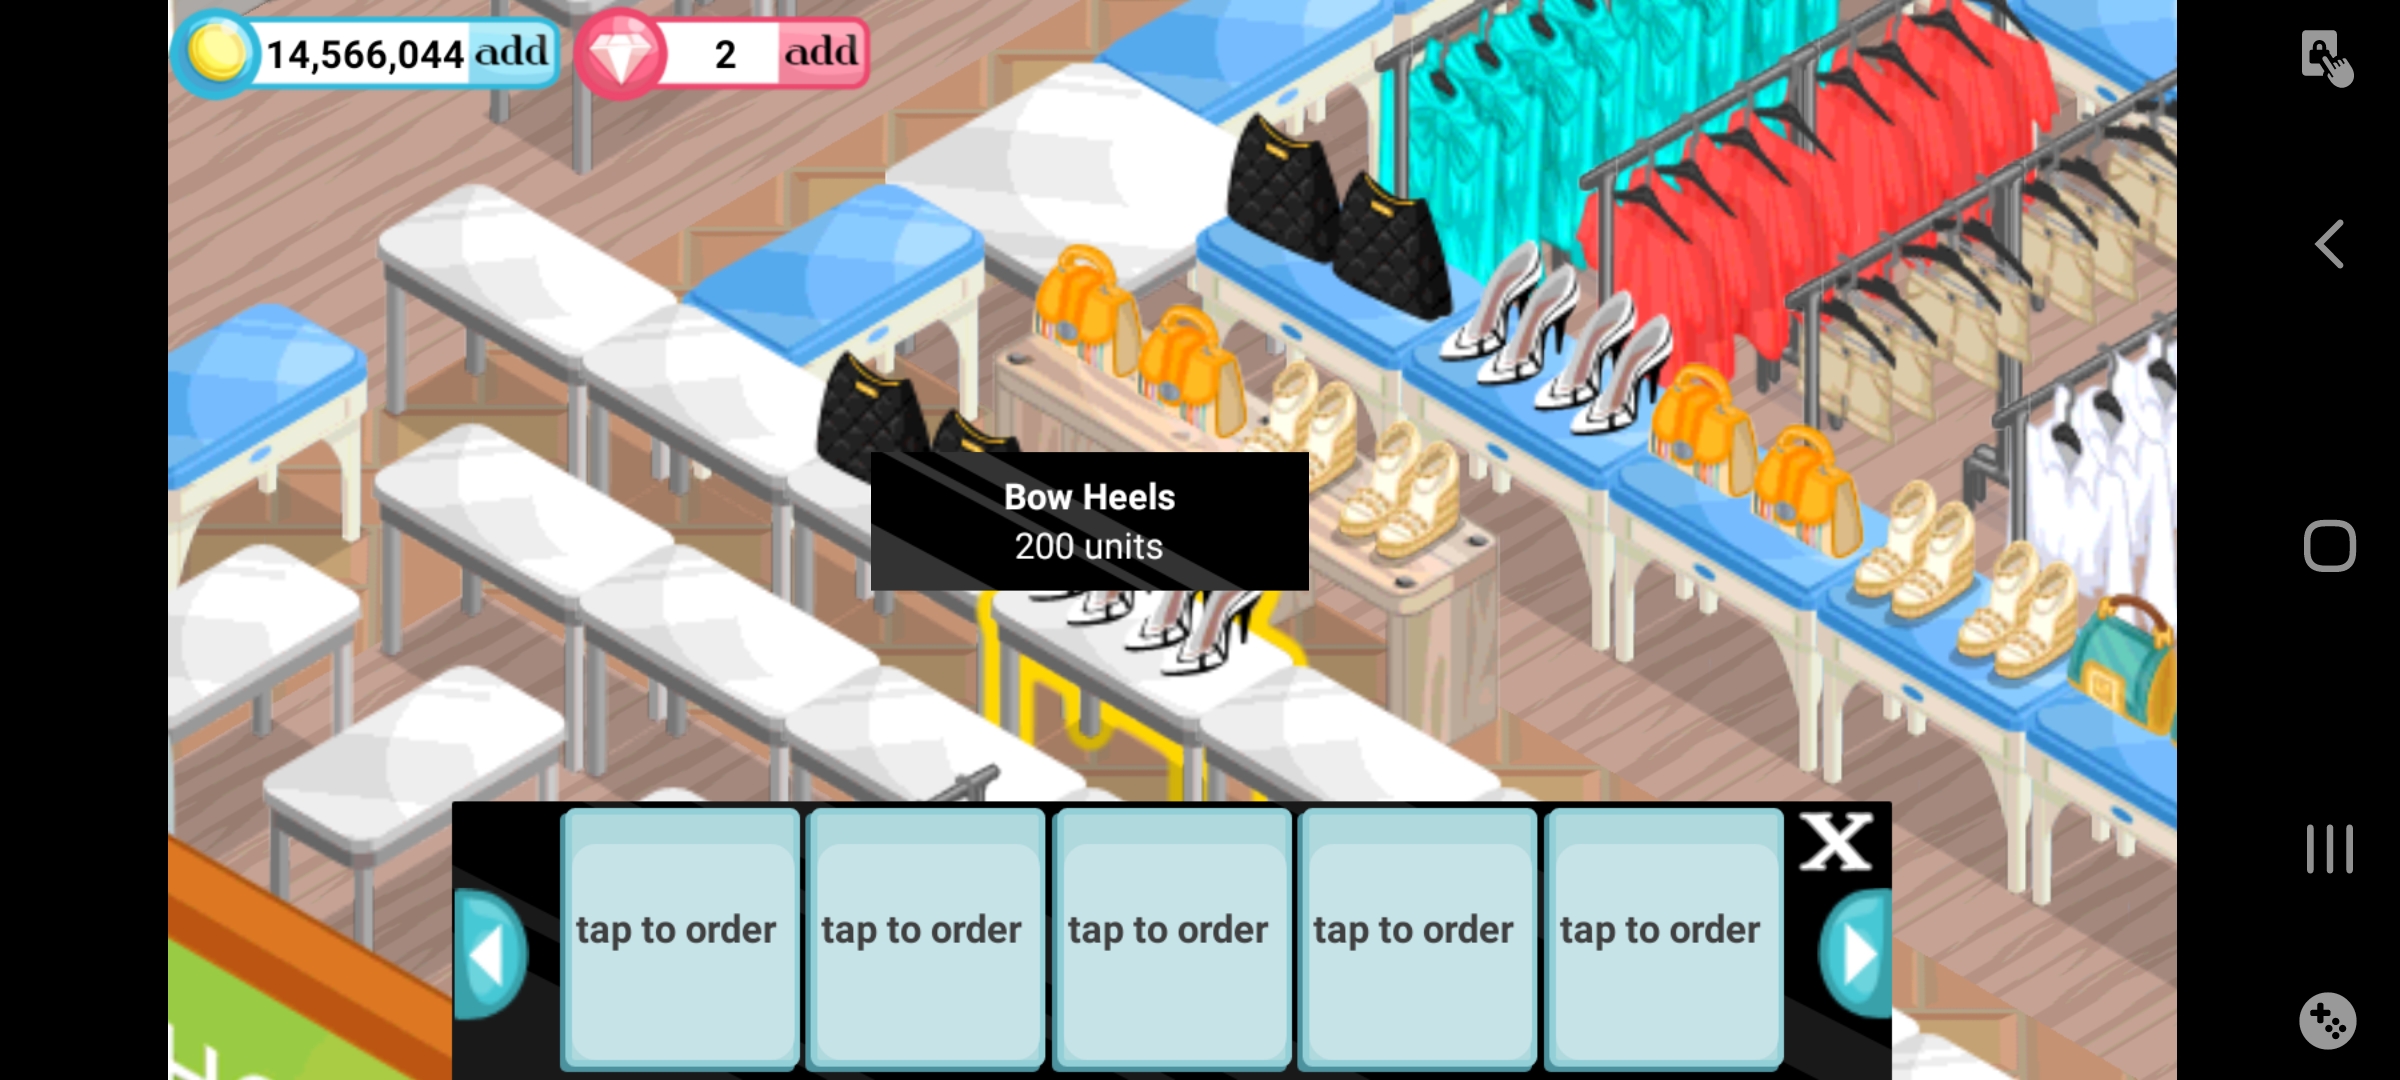 14,566,044 add
2 add
Bow Heels
200 units
tap to order
tap to order
tap to order
tap to order
tap to order
X